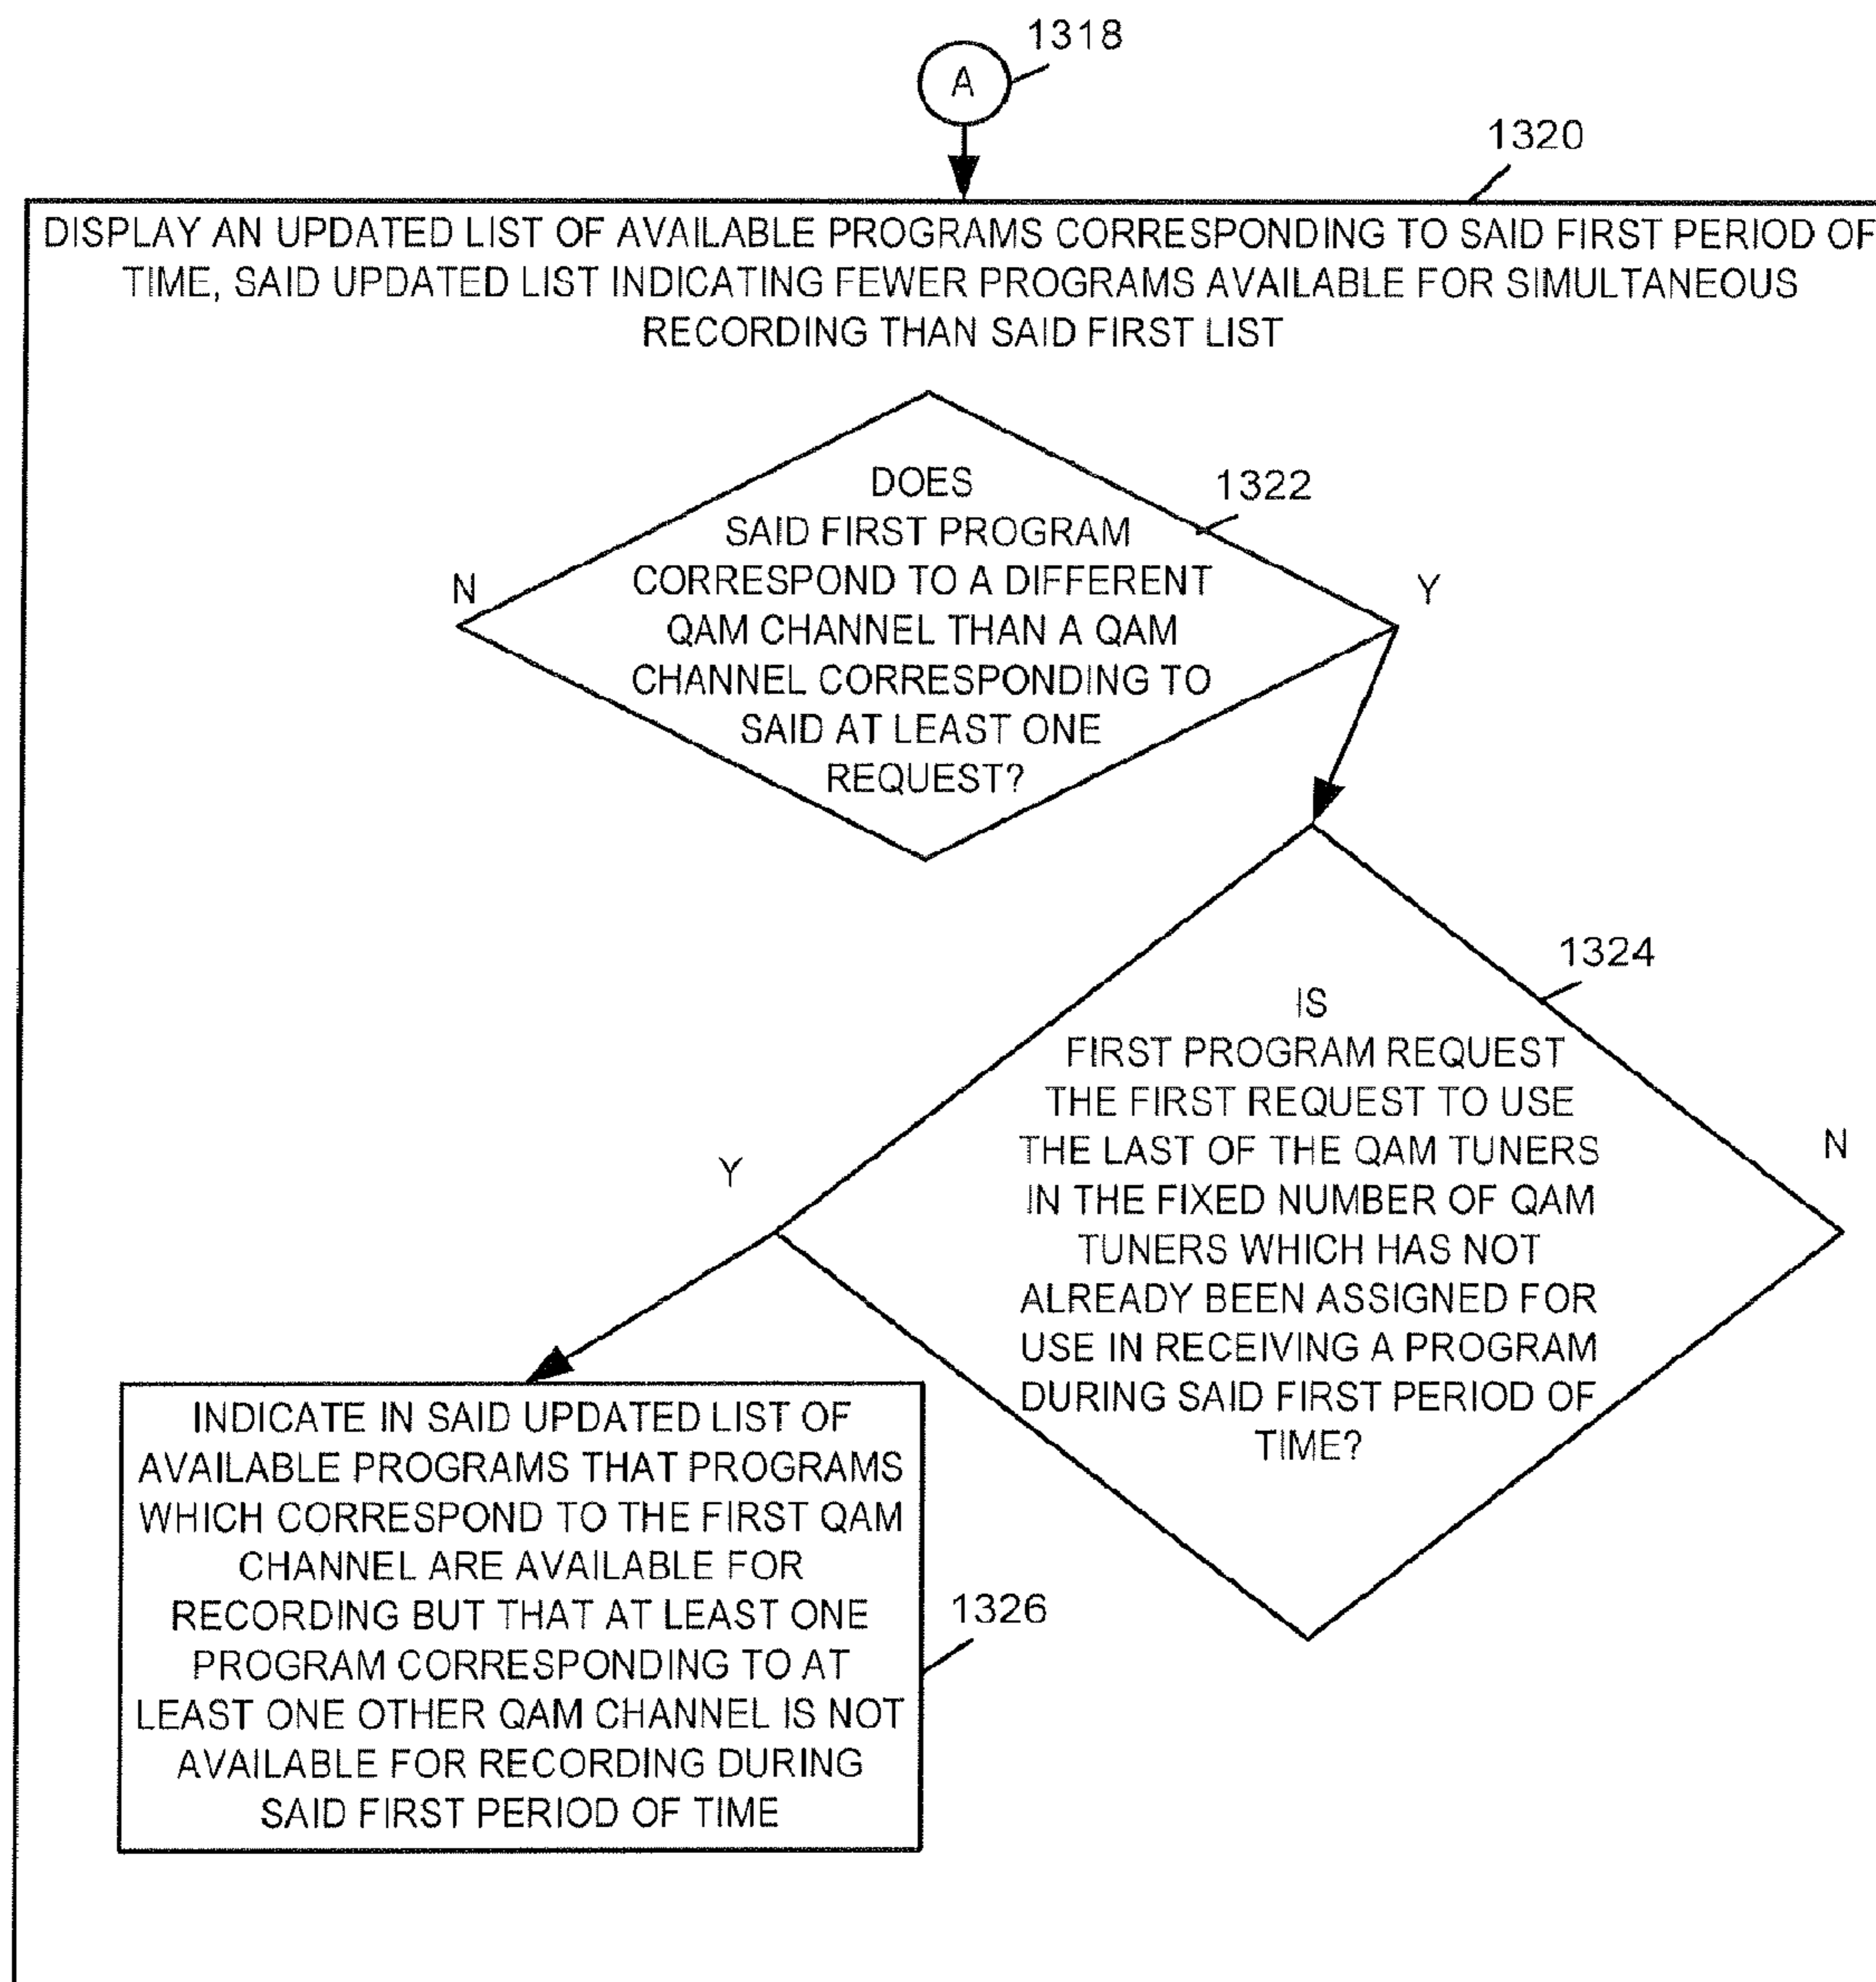 1318
A
1320
DISPLAY AN UPDATED LIST OF AVAILABLE PROGRAMS CORRESPONDING TO SAID FIRST PERIOD OF
TIME, SAID UPDATED LIST INDICATING FEWER PROGRAMS AVAILABLE FOR SIMULTANEOUS
RECORDING THAN SAID FIRST LIST
1322
DOES
SAID FIRST PROGRAM
CORRESPOND TO A DIFFERENT
QAM CHANNEL THAN A QAM
CHANNEL CORRESPONDING TO
SAID AT LEAST ONE
REQUEST?
N
Y
1324
IS
FIRST PROGRAM REQUEST
THE FIRST REQUEST TO USE
THE LAST OF THE QAM TUNERS
IN THE FIXED NUMBER OF QAM
TUNERS WHICH HAS NOT
ALREADY BEEN ASSIGNED FOR
USE IN RECEIVING A PROGRAM
DURING SAID FIRST PERIOD OF
TIME?
Y
N
INDICATE IN SAID UPDATED LIST OF
AVAILABLE PROGRAMS THAT PROGRAMS
WHICH CORRESPOND TO THE FIRST QAM
CHANNEL ARE AVAILABLE FOR
RECORDING BUT THAT AT LEAST ONE
PROGRAM CORRESPONDING TO AT
LEAST ONE OTHER QAM CHANNEL IS NOT
AVAILABLE FOR RECORDING DURING
SAID FIRST PERIOD OF TIME
1326